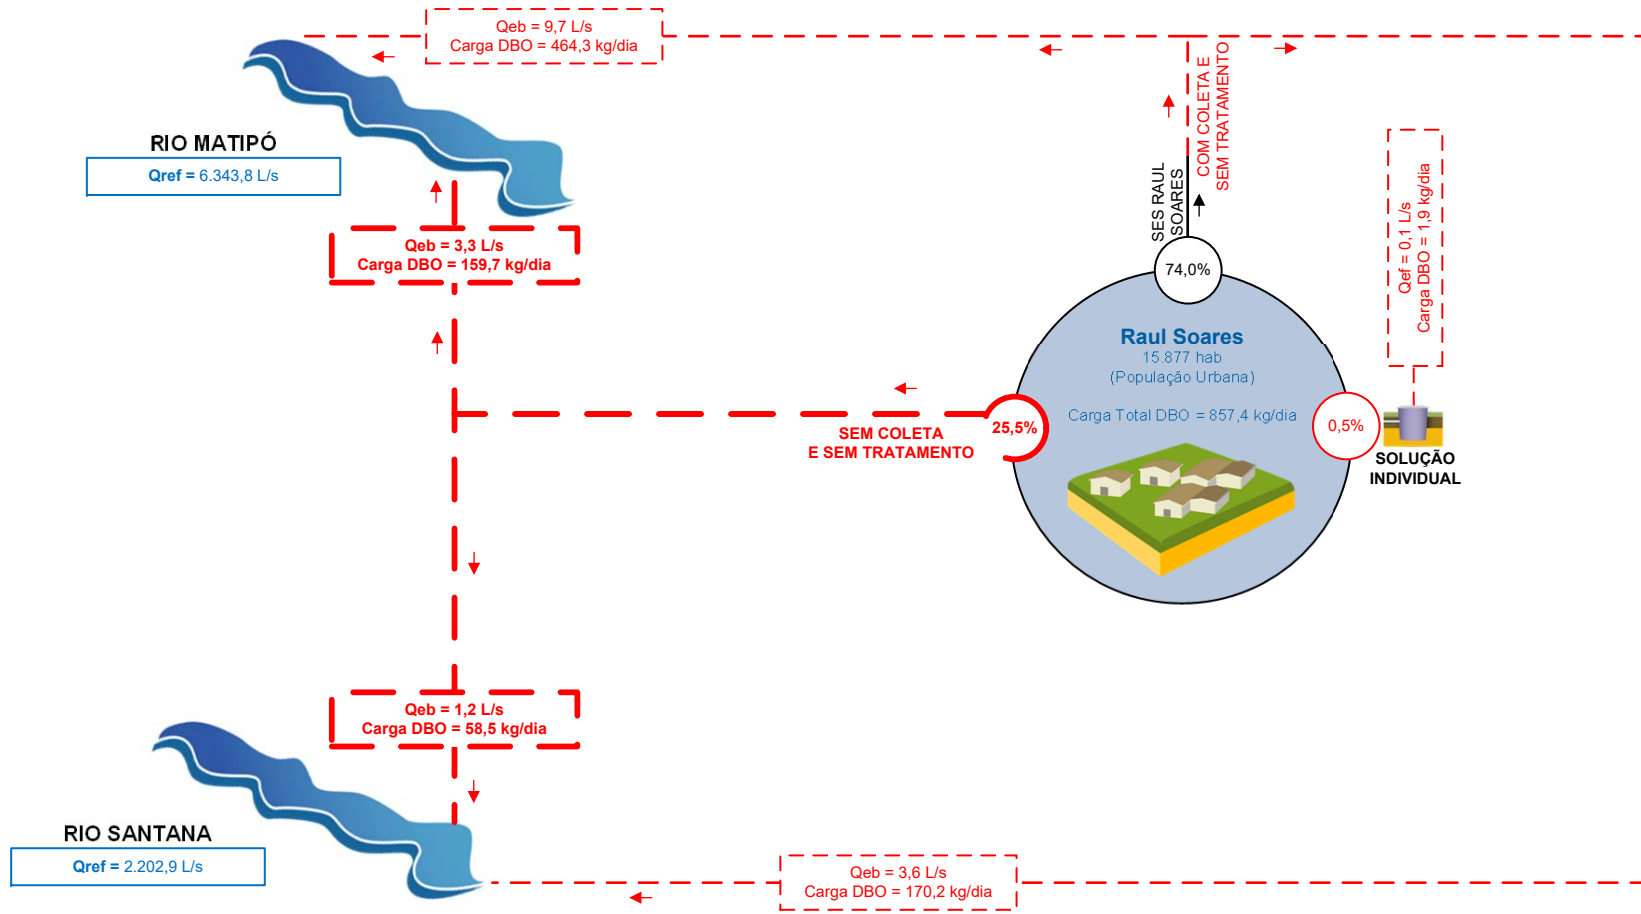 Qeb = 9,7 L/s
Carga DBO = 464,3 kg/dia
RIO MATIPÓ
Qref = 6.343,8 L/s
Qeb = 3,3 L/s
Carga DBO = 159,7 kg/dia
COM COLETA E
SEM TRATAMENTO
SES RAUL
SOARES
74,0%
Qef = 0,1 L/s
Carga DBO = 1,9 kg/dia
Raul Soares
15.877 hab
(População Urbana)
Carga Total DBO = 857,4 kg/dia
25,5%
SEM COLETA
E SEM TRATAMENTO
0,5%
SOLUÇÃO
INDIVIDUAL
Qeb = 1,2 L/s
Carga DBO = 58,5 kg/dia
RIO SANTANA
Qref = 2.202,9 L/s
Qeb = 3,6 L/s
Carga DBO = 170,2 kg/dia